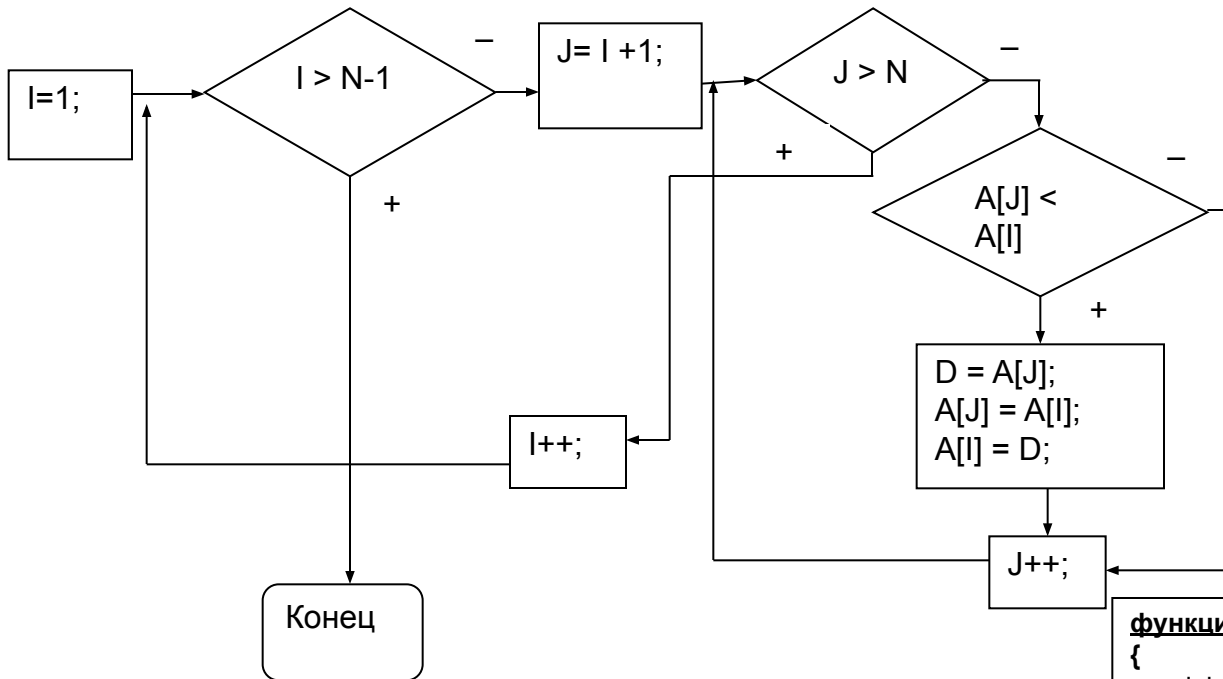 I=1;
I > N-1
–
+
J= I +1;
J > N
–
+
A[J] <
A[I]
–
+
D = A[J];
A[J] = A[I];
A[I] = D;
I++;
J++;
Конец
{